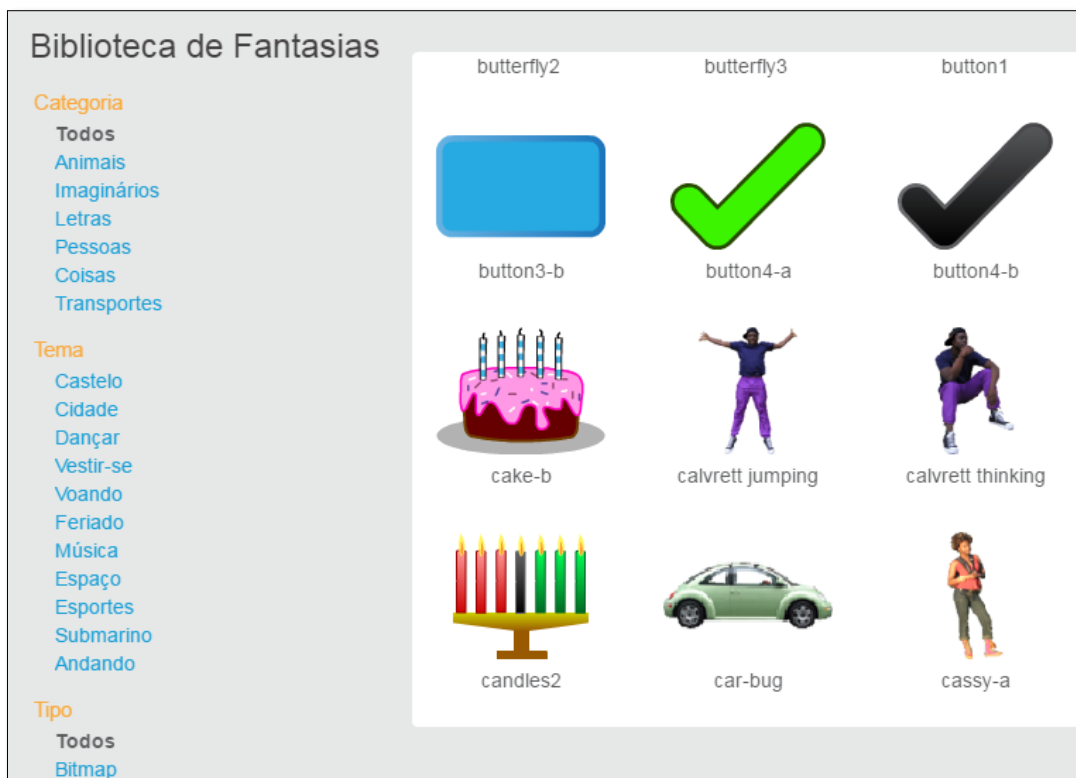 Biblioteca de Fantasias
Categoria
Todos
Animais
Imaginários
Letras
Pessoas
Coisas
Transportes
Tema
Castelo
Cidade
Dançar
Vestir-se
Voando
Feriado
Música
Espaço
Esportes
Submarino
Andando
Tipo
Todos
Bitmap
butterfly2 butterfly3 button1
button3-b button4-a button4-b
cake-b calvrett jumping calvrett thinking
candles2 car-bug cassy-a